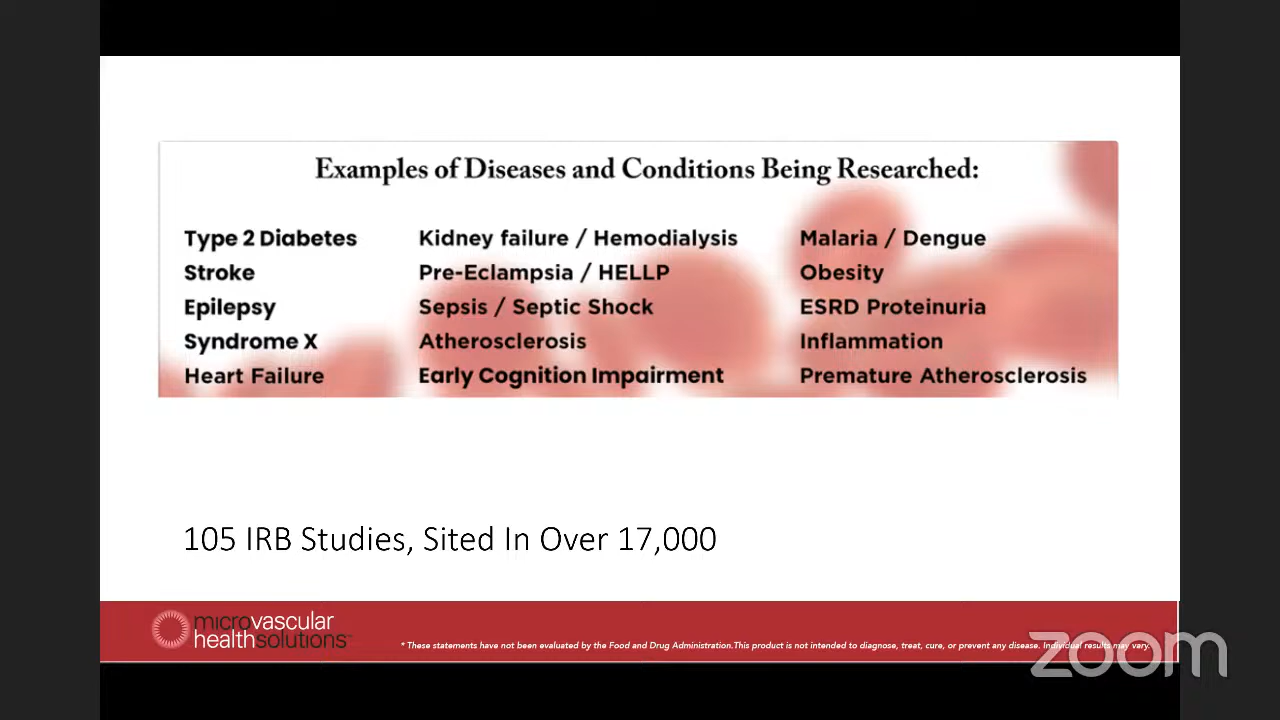 Examples of Diseases and Conditions Being Researched:
Type 2 Diabetes
Stroke
Epilepsy
Syndrome X
Heart Failure
Kidney failure / Hemodialysis
Pre-Eclampsia / HELLP
Sepsis / Septic Shock
Atherosclerosis
Early Cognition Impairment
Malaria / Dengue
Obesity
ESRD Proteinuria
Inflammation
Premature Atherosclerosis
105 IRB Studies, Sited In Over 17,000
microvascular
healthsolutions™
* These statements have not been evaluated by the Food and Drug Administration.This product is not intended to diagnose, treat, cure, or prevent any disease. Individual results may vary.
zoom